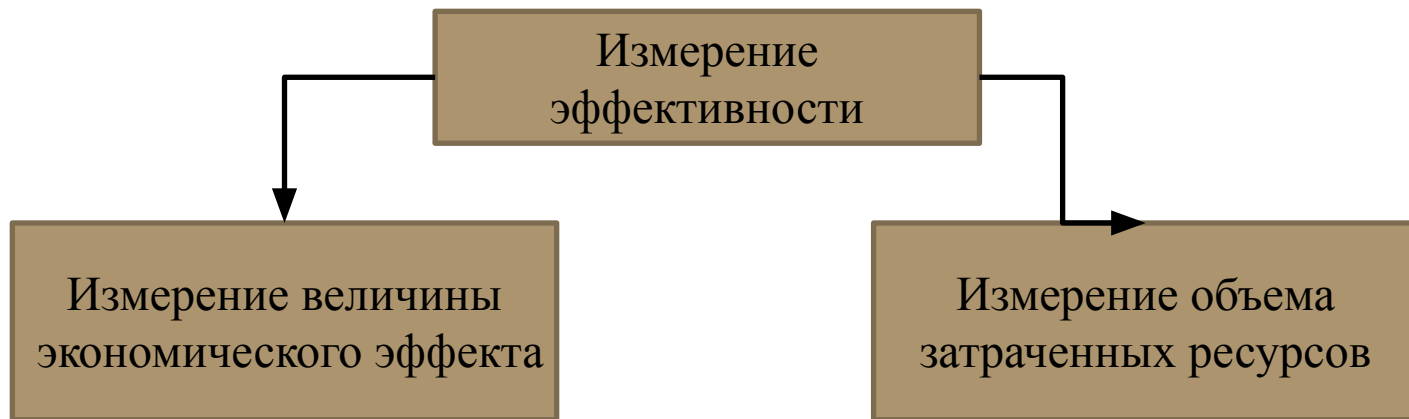 Измерение
эффективности
Измерение величины
экономического эффекта
Измерение объема
затраченных ресурсов